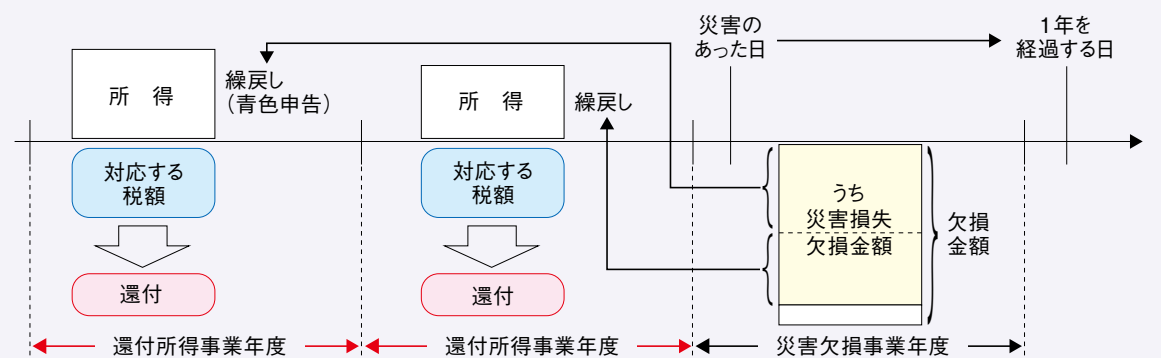 災害の
あった日
1年を
経過する日
所　得
繰戻し
（青色申告）
所　得
繰戻し
対応する
税額
対応する
税額
うち
災害損失
欠損金額
欠損
金額
還付
還付
還付所得事業年度
還付所得事業年度
災害欠損事業年度